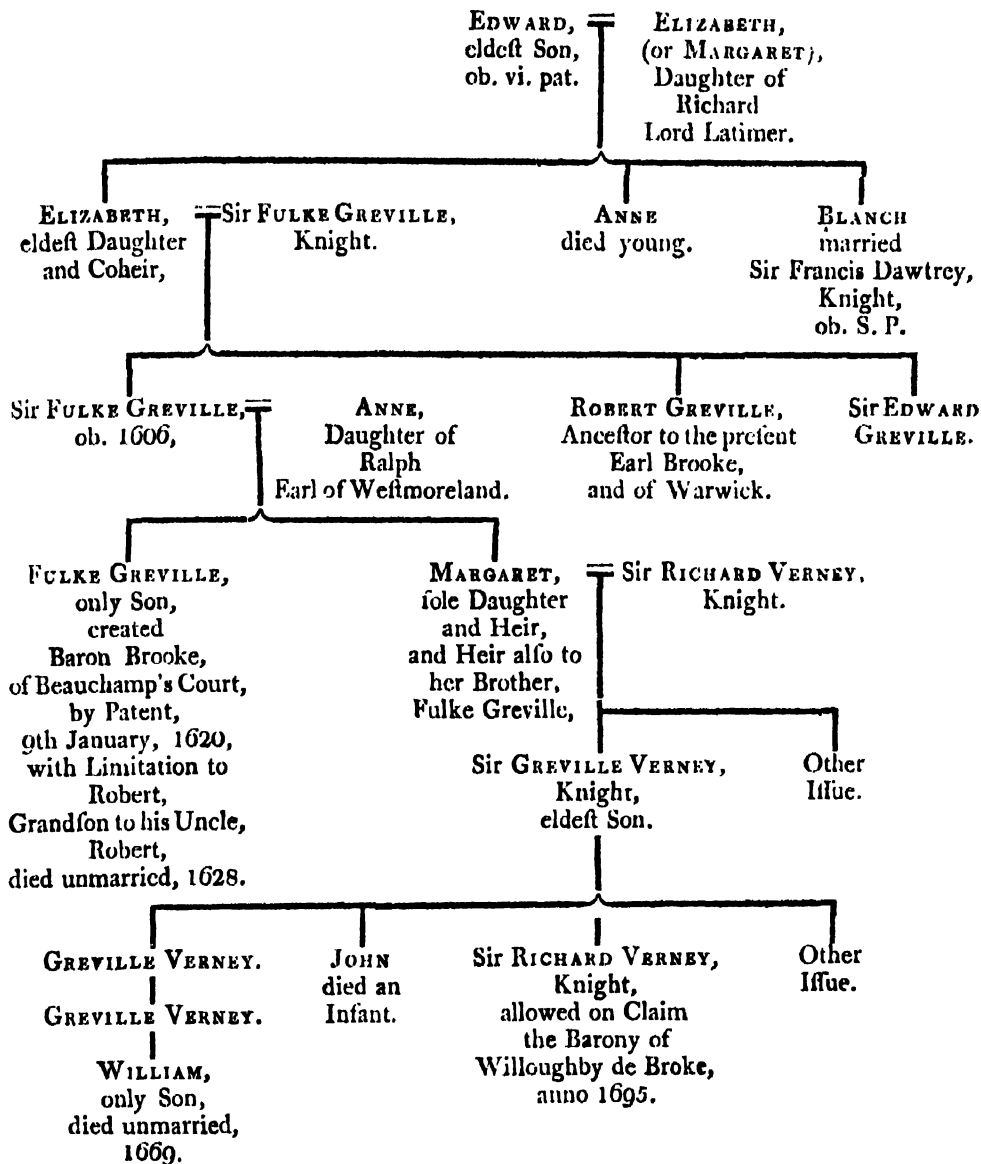 EDWARD,
eldeſt Son,
ob. vi. pat.
ELIZABETH,
(or MARGARET),
Daughter of
Richard
Lord Latimer.
ELIZABETH,
eldeſt Daughter
and Coheir,
Sir FULKE GREVILLE,
Knight.
ANNE
died young.
BLANCH
married
Sir Francis Dawtrey,
Knight,
ob. S. P.
Sir FULKE GREVILLE,
ob. 1606,
ANNE,
Daughter of
Ralph
Earl of Weſtmoreland.
ROBERT GREVILLE,
Anceſtor to the preſent
Earl Brooke,
and of Warwick.
Sir EDWARD
GREVILLE.
FULKE GREVILLE,
only Son,
created
Baron Brooke,
of Beauchamp's Court,
by Patent,
9th January, 1620,
with Limitation to
Robert,
Grandſon to his Uncle,
Robert,
died unmarried, 1628.
MARGARET,
ſole Daughter
and Heir,
and Heir alſo to
her Brother,
Fulke Greville,
Sir RICHARD VERNEY,
Knight.
Sir GREVILLE VERNEY,
Knight,
eldeſt Son.
Other
Iſſue.
GREVILLE VERNEY.
GREVILLE VERNEY.
WILLIAM,
only Son,
died unmarried,
1669.
JOHN
died an
Infant.
Sir RICHARD VERNEY,
Knight,
allowed on Claim
the Barony of
Willoughby de Broke,
anno 1695.
Other
Iſſue.